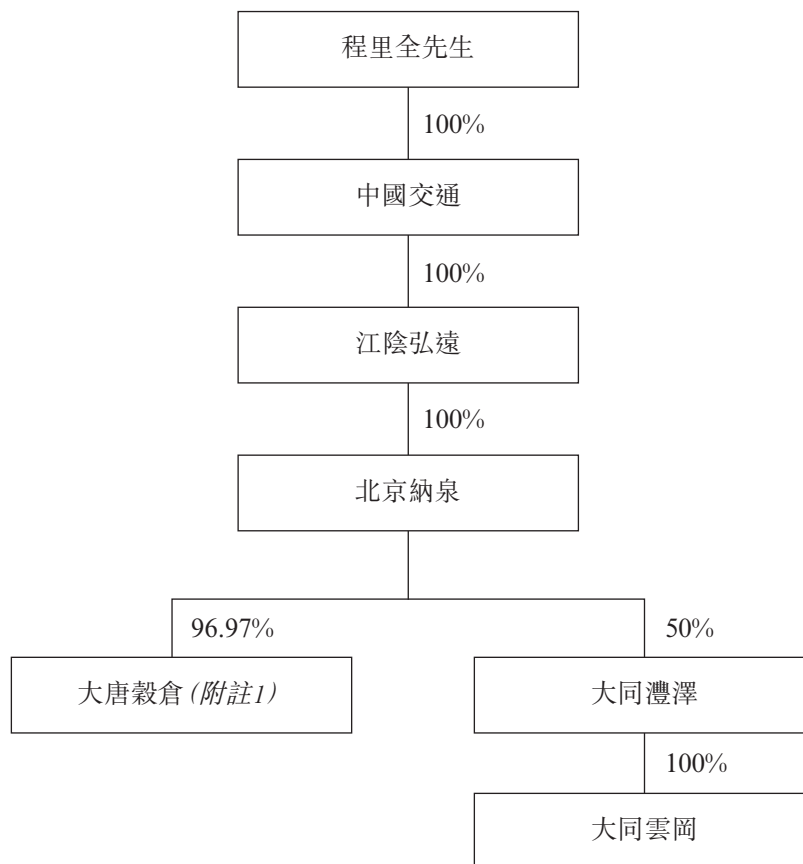 程里全先生
100%
中國交通
100%
江陰弘遠
100%
北京納泉
96.97%
50%
大唐穀倉(附註1)
大同灃澤
100%
大同雲岡